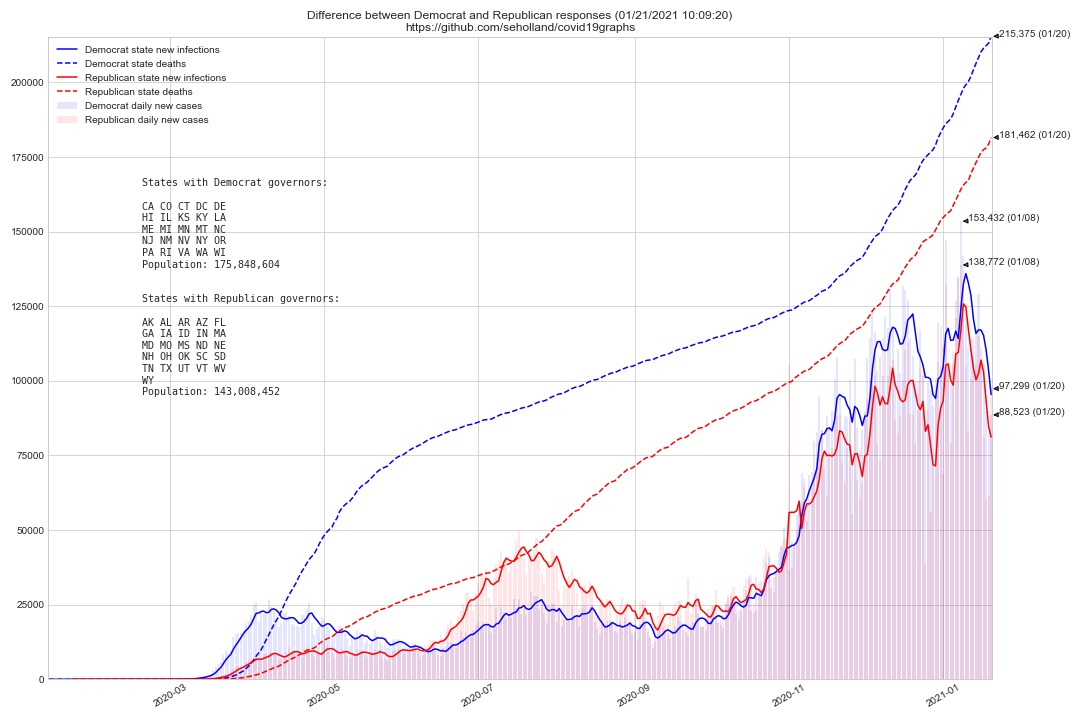 Difference between Democrat and Republican responses (01/21/2021 10:09:20)
https://github.com/seholland/covid19graphs
Democrat state new infections
Democrat state deaths
Republican state new infections
Republican state deaths
Democrat daily new cases
Republican daily new cases
States with Democrat governors:
CA CO CT DC DE
HI IL KS KY LA
ME MI MN MT NC
NJ NM NV NY OR
PA RI VA WA WI
Population: 175,848,604
States with Republican governors:
AK AL AR AZ FL
GA IA ID IN MA
MD MO MS ND NE
NH OH OK SC SD
TN TX UT VT WV
WY
Population: 143,008,452
215,375 (01/20)
181,462 (01/20)
153,432 (01/08)
138,772 (01/08)
97,299 (01/20)
88,523 (01/20)
200000
175000
150000
125000
100000
75000
50000
25000
0
2020-03
2020-05
2020-07
2020-09
2020-11
2021-01